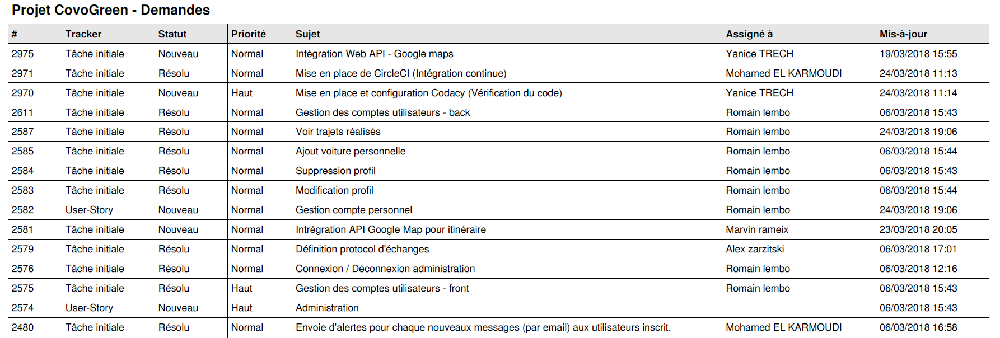 Projet CovoGreen - Demandes
# Tracker Statut Priorité Sujet Assigné à Mis-à-jour
2975 Tâche initiale Nouveau Normal Intégration Web API - Google maps Yanice TRECH 19/03/2018 15:55
2971 Tâche initiale Résolu Normal Mise en place de CircleCI (Intégration continue) Mohamed EL KARMOUDI 24/03/2018 11:13
2970 Tâche initiale Nouveau Haut Mise en place et configuration Codacy (Vérification du code) Yanice TRECH 24/03/2018 11:14
2611 Tâche initiale Résolu Normal Gestion des comptes utilisateurs - back Romain lembo 06/03/2018 15:43
2587 Tâche initiale Résolu Normal Voir trajets réalisés Romain lembo 24/03/2018 19:06
2585 Tâche initiale Résolu Normal Ajout voiture personnelle Romain lembo 06/03/2018 15:44
2584 Tâche initiale Résolu Normal Suppression profil Romain lembo 06/03/2018 15:43
2583 Tâche initiale Résolu Normal Modification profil Romain lembo 06/03/2018 15:44
2582 User-Story Nouveau Normal Gestion compte personnel Romain lembo 24/03/2018 19:06
2581 Tâche initiale Nouveau Normal Intrégration API Google Map pour itinéraire Marvin rameix 23/03/2018 20:05
2579 Tâche initiale Résolu Normal Définition protocol d'échanges Alex zarzitski 06/03/2018 17:01
2576 Tâche initiale Résolu Normal Connexion / Déconnexion administration Romain lembo 06/03/2018 12:16
2575 Tâche initiale Résolu Haut Gestion des comptes utilisateurs - front Romain lembo 06/03/2018 15:43
2574 User-Story Nouveau Haut Administration 06/03/2018 15:43
2480 Tâche initiale Résolu Normal Envoie d’alertes pour chaque nouveaux messages (par email) aux utilisateurs inscrit. Mohamed EL KARMOUDI 06/03/2018 16:58